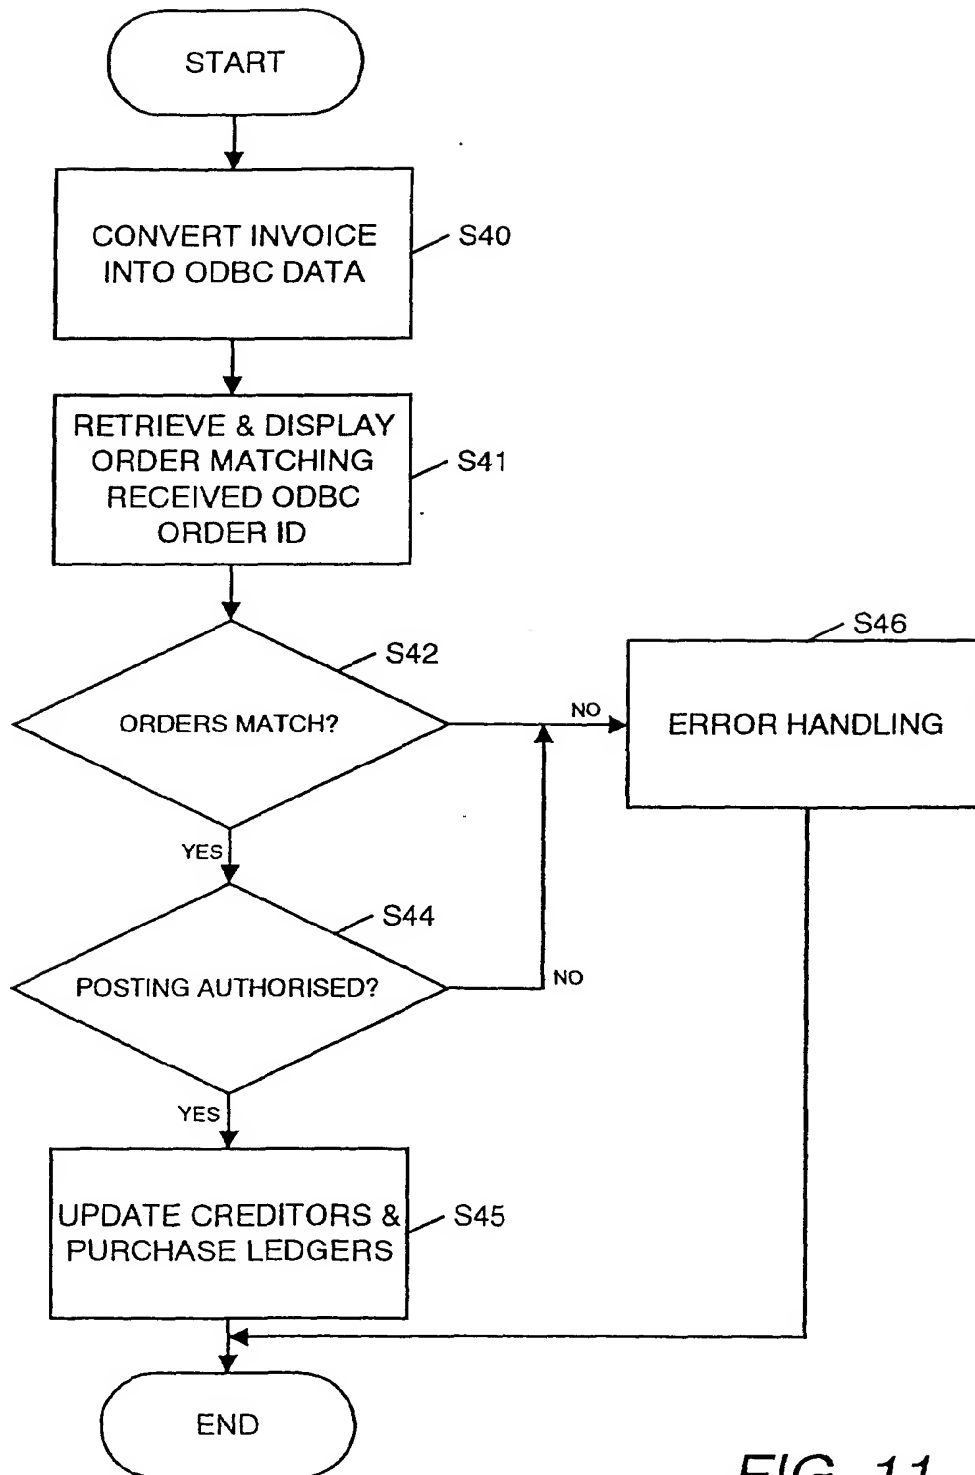 START
CONVERT INVOICE
INTO ODBC DATA
S40
RETRIEVE & DISPLAY
ORDER MATCHING
RECEIVED ODBC
ORDER ID
S41
S42
ORDERS MATCH?
NO
S46
ERROR HANDLING
YES
S44
POSTING AUTHORISED?
NO
YES
UPDATE CREDITORS &
PURCHASE LEDGERS
S45
END
FIG. 11